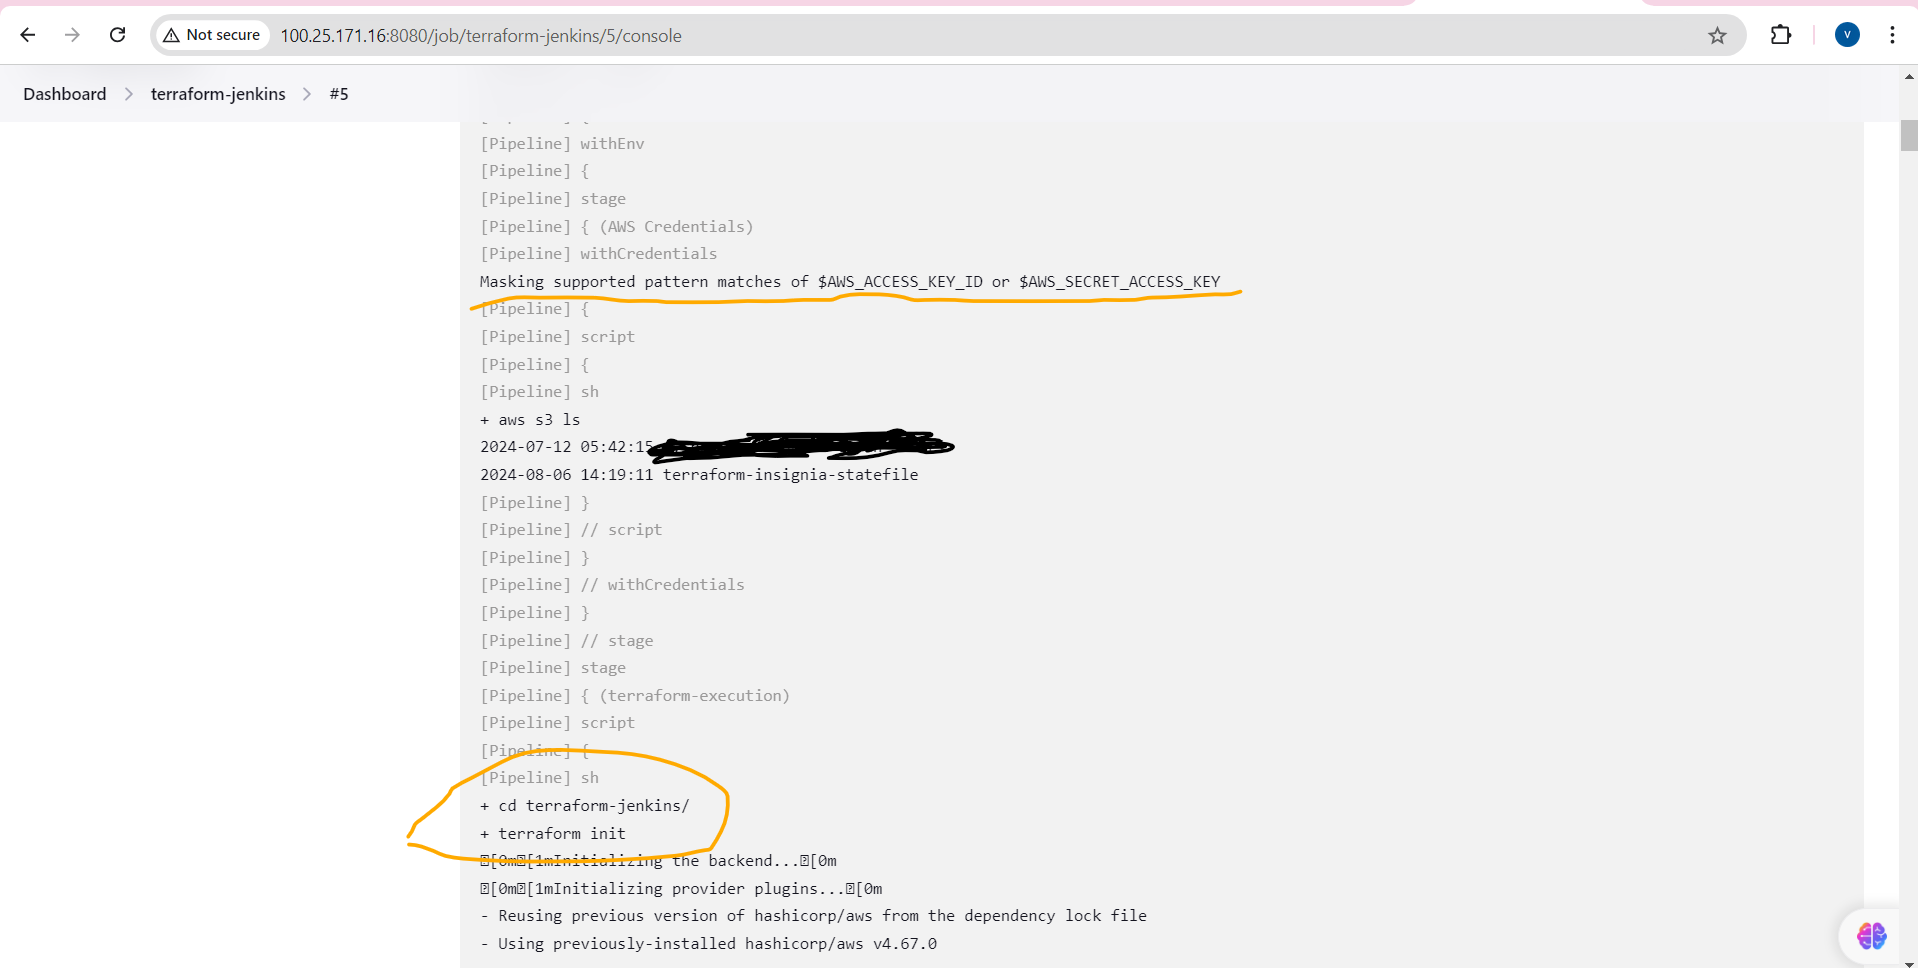 Not secure 100.25.171.16:8080/job/terraform-jenkins/5/console V
Dashboard > terraform-jenkins > #5
[Pipeline] withEnv
[Pipeline] {
[Pipeline] stage
[Pipeline] { (AWS Credentials)
[Pipeline] withCredentials
Masking supported pattern matches of $AWS_ACCESS_KEY_ID or $AWS_SECRET_ACCESS_KEY
[Pipeline] {
[Pipeline] script
[Pipeline] {
[Pipeline] sh
+ aws s3 ls
2024-07-12 05:42:15
2024-08-06 14:19:11 terraform-insignia-statefile
[Pipeline] }
[Pipeline] // script
[Pipeline] }
[Pipeline] // withCredentials
[Pipeline] }
[Pipeline] // stage
[Pipeline] stage
[Pipeline] { (terraform-execution)
[Pipeline] script
[Pipeline] {
[Pipeline] sh
+ cd terraform-jenkins/
+ terraform init
[0m[1mInitializing the backend...[0m
[0m[1mInitializing provider plugins...[0m
- Reusing previous version of hashicorp/aws from the dependency lock file
- Using previously-installed hashicorp/aws v4.67.0